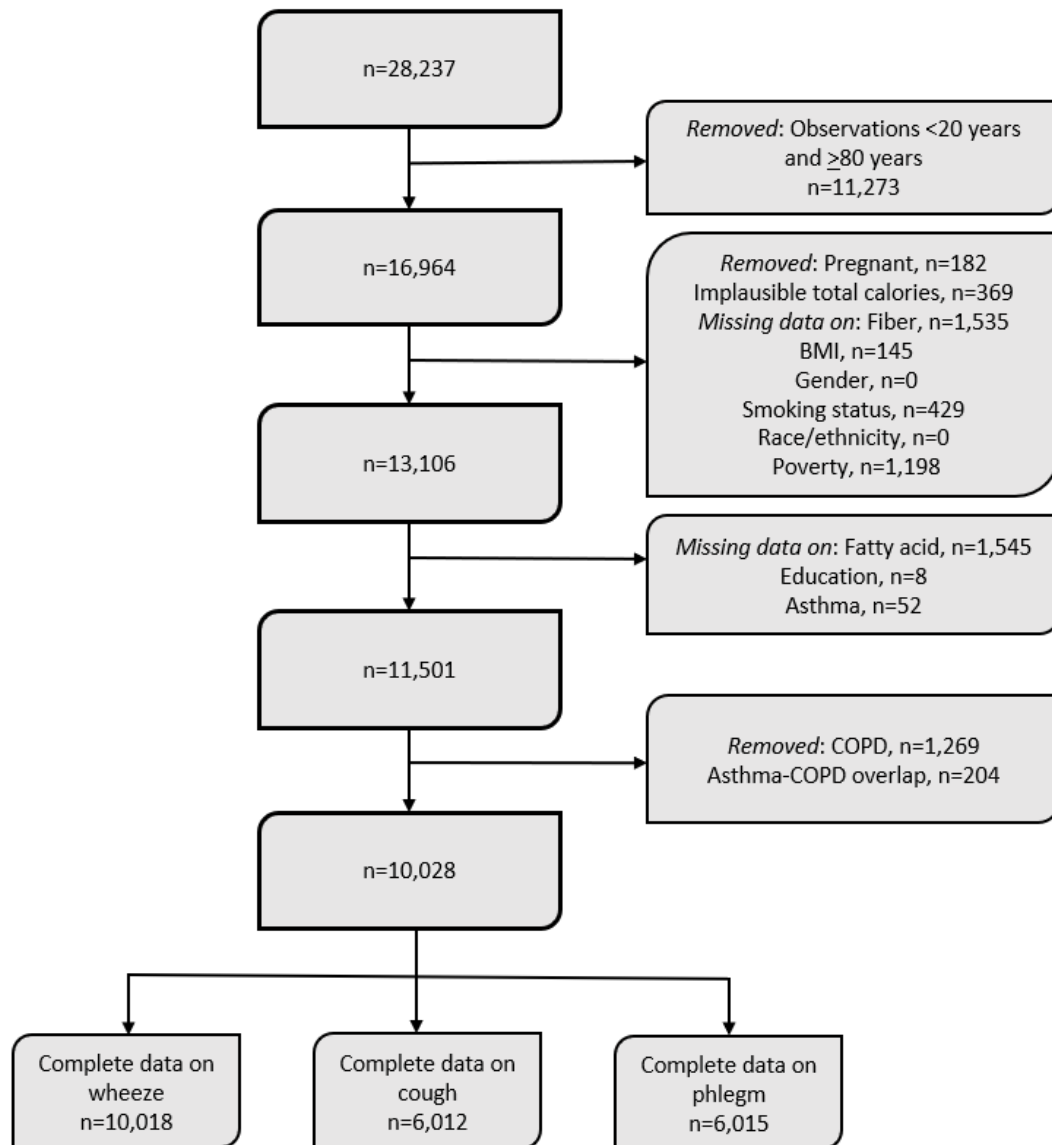 n=28,237
Removed: Observations <20 years
and ≥80 years
n=11,273
n=16,964
Removed: Pregnant, n=182
Implausible total calories, n=369
Missing data on: Fiber, n=1,535
BMI, n=145
Gender, n=0
Smoking status, n=429
Race/ethnicity, n=0
Poverty, n=1,198
n=13,106
Missing data on: Fatty acid, n=1,545
Education, n=8
Asthma, n=52
n=11,501
Removed: COPD, n=1,269
Asthma-COPD overlap, n=204
n=10,028
Complete data on
wheeze
n=10,018
Complete data on
cough
n=6,012
Complete data on
phlegm
n=6,015